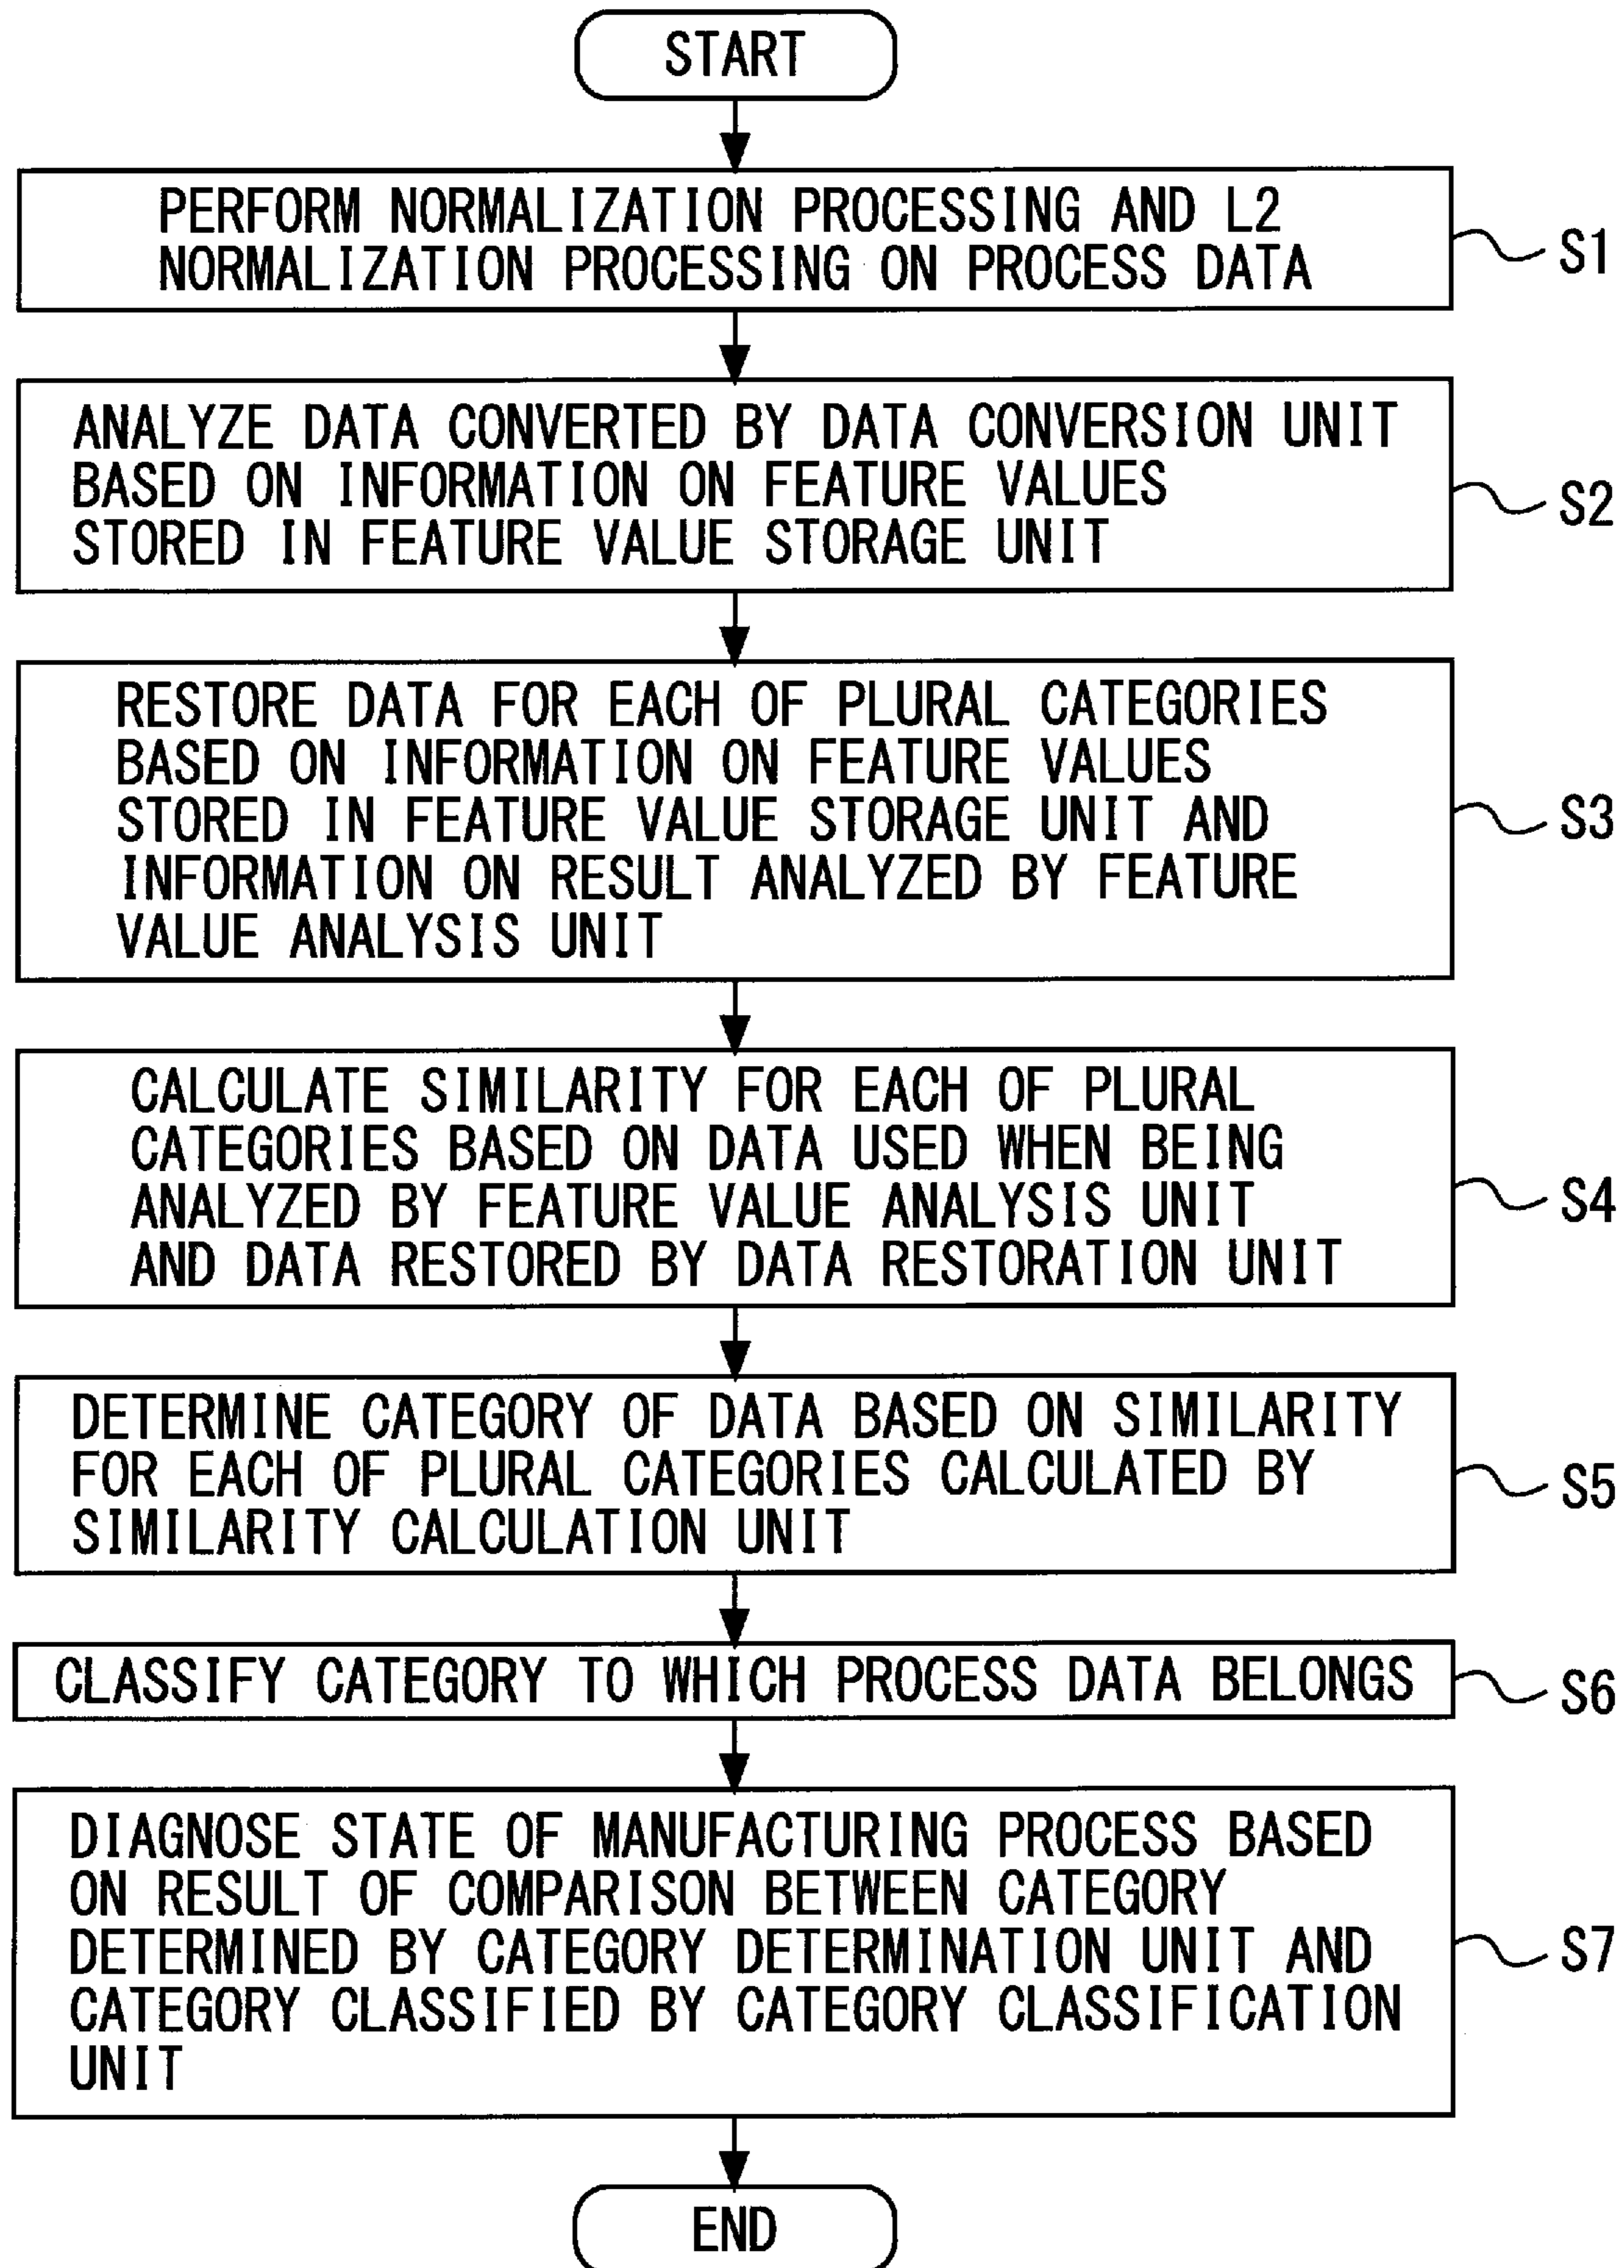 START
PERFORM NORMALIZATION PROCESSING AND L2
NORMALIZATION PROCESSING ON PROCESS DATA
S1
ANALYZE DATA CONVERTED BY DATA CONVERSION UNIT
BASED ON INFORMATION ON FEATURE VALUES
STORED IN FEATURE VALUE STORAGE UNIT
S2
RESTORE DATA FOR EACH OF PLURAL CATEGORIES
BASED ON INFORMATION ON FEATURE VALUES
STORED IN FEATURE VALUE STORAGE UNIT AND
INFORMATION ON RESULT ANALYZED BY FEATURE
VALUE ANALYSIS UNIT
S3
CALCULATE SIMILARITY FOR EACH OF PLURAL
CATEGORIES BASED ON DATA USED WHEN BEING
ANALYZED BY FEATURE VALUE ANALYSIS UNIT
AND DATA RESTORED BY DATA RESTORATION UNIT
S4
DETERMINE CATEGORY OF DATA BASED ON SIMILARITY
FOR EACH OF PLURAL CATEGORIES CALCULATED BY
SIMILARITY CALCULATION UNIT
S5
CLASSIFY CATEGORY TO WHICH PROCESS DATA BELONGS
S6
DIAGNOSE STATE OF MANUFACTURING PROCESS BASED
ON RESULT OF COMPARISON BETWEEN CATEGORY
DETERMINED BY CATEGORY DETERMINATION UNIT AND
CATEGORY CLASSIFIED BY CATEGORY CLASSIFICATION
UNIT
S7
END